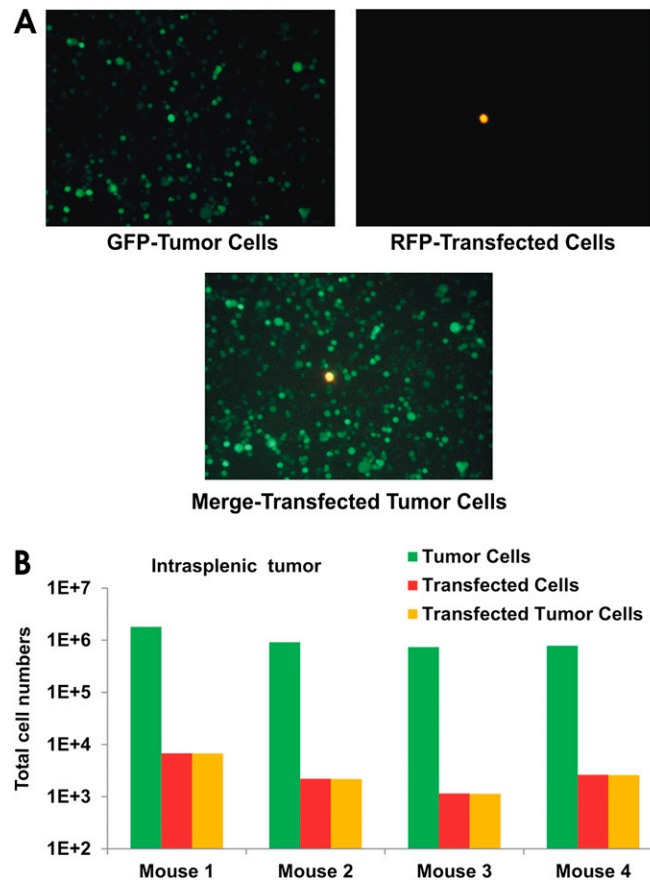 A
GFP-Tumor Cells
RFP-Transfected Cells
Merge-Transfected Tumor Cells
B
Intrasplenic tumor
Tumor Cells
Transfected Cells
Transfected Tumor Cells
Total cell numbers
1E+7
1E+6
1E+5
1E+4
1E+3
1E+2
Mouse 1
Mouse 2
Mouse 3
Mouse 4